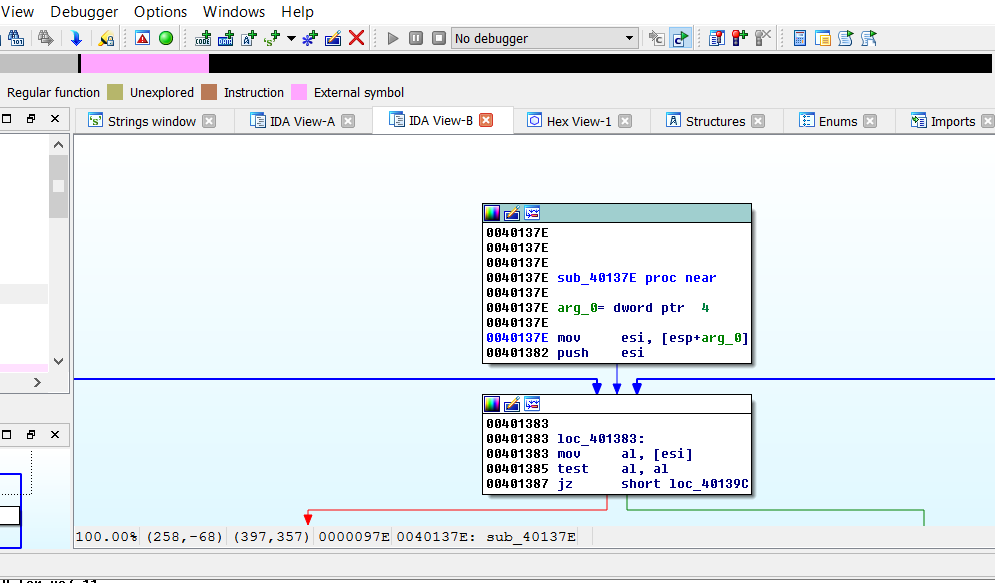 View Debugger Options Windows Help
No debugger
Regular function Unexplored Instruction External symbol
Strings window IDA View-A IDA View-B Hex View-1 Structures Enums Imports
0040137E
0040137E
0040137E
0040137E sub_40137E proc near
0040137E
0040137E arg_0= dword ptr 4
0040137E
0040137E mov esi, [esp+arg_0]
00401382 push esi
00401383
00401383 loc_401383:
00401383 mov al, [esi]
00401385 test al, al
00401387 jz short loc_40139C
100.00% (258,-68) (397,357) 0000097E 0040137E: sub_40137E